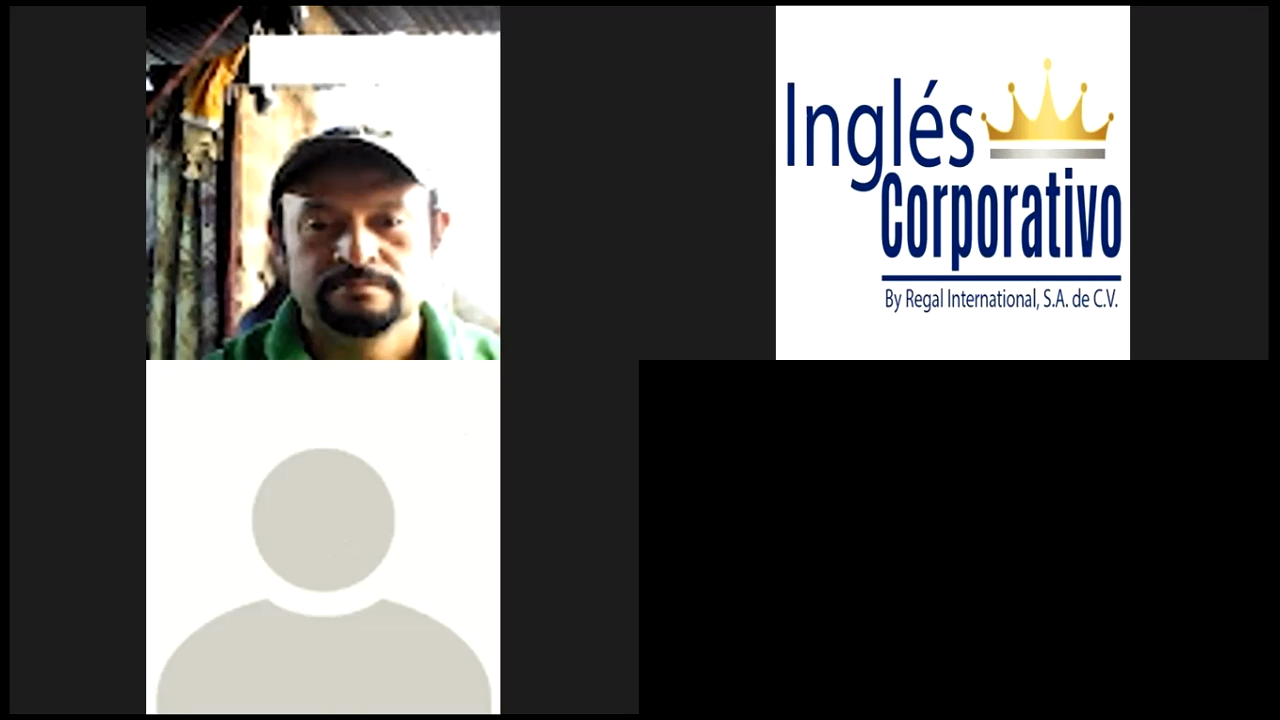 Inglés
Corporativo
By Regal International, S.A. de C.V.